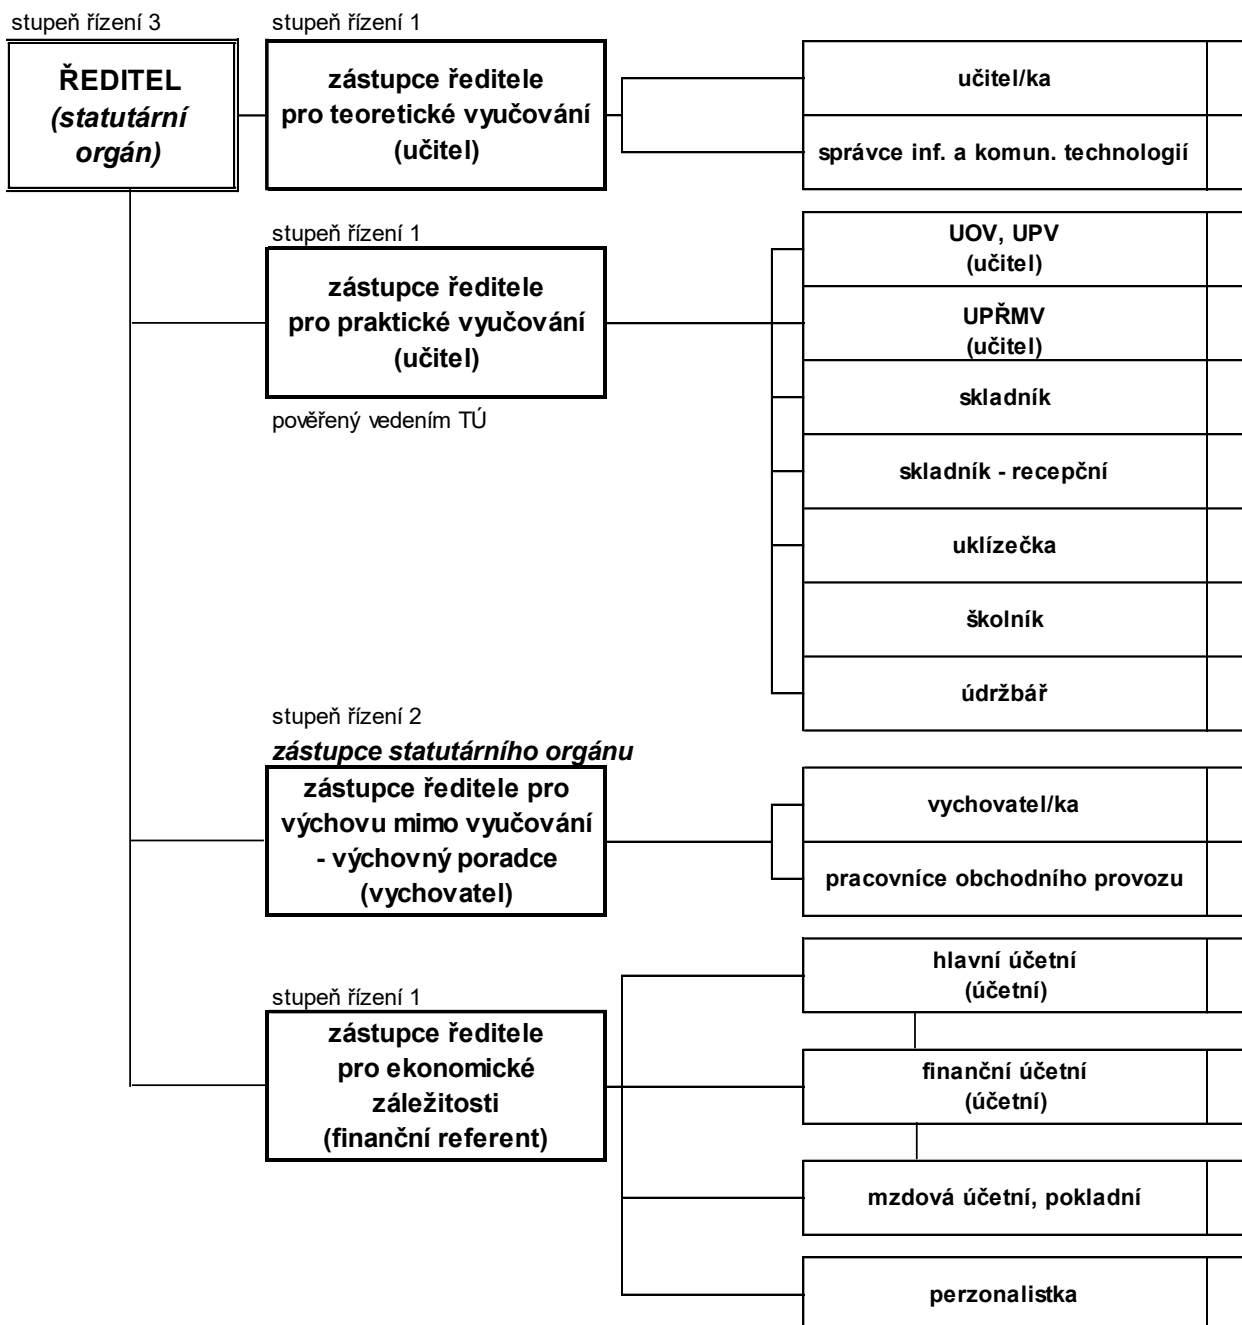 stupeň řízení 3
ŘEDITEL
(statutární
orgán)
stupeň řízení 1
zástupce ředitele
pro teoretické vyučování
(učitel)
učitel/ka
správce inf. a komun. technologií
stupeň řízení 1
zástupce ředitele
pro praktické vyučování
(učitel)
pověřený vedením TÚ
UOV, UPV
(učitel)
UPŘMV
(učitel)
skladník
skladník - recepční
uklízečka
školník
údržbář
stupeň řízení 2
zástupce statutárního orgánu
zástupce ředitele pro
výchovu mimo vyučování
- výchovný poradce
(vychovatel)
vychovatel/ka
pracovníce obchodního provozu
stupeň řízení 1
zástupce ředitele
pro ekonomické
záležitosti
(finanční referent)
hlavní účetní
(účetní)
finanční účetní
(účetní)
mzdová účetní, pokladní
perzonalistka